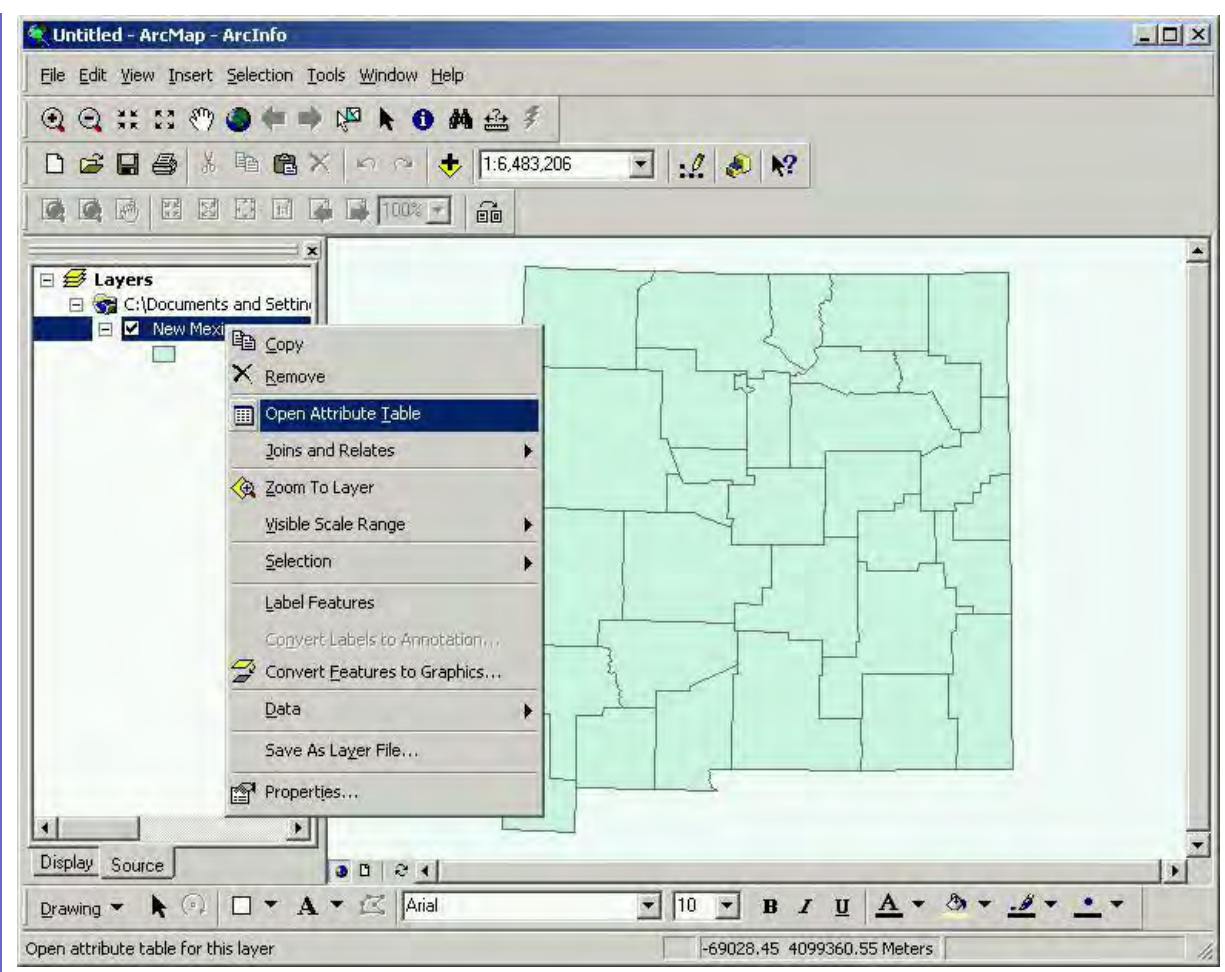 Untitled - ArcMap - ArcInfo
File Edit View Insert Selection Tools Window Help
1:6,483,206
100%
Layers
C:\Documents and Settin
New Mexi
Copy
Remove
Open Attribute Table
Joins and Relates
Zoom To Layer
Visible Scale Range
Selection
Label Features
Convert Labels to Annotation...
Convert Features to Graphics...
Data
Save As Layer File...
Properties...
Display Source
Drawing A Arial 10 B I U A
Open attribute table for this layer -69028.45 4099360.55 Meters